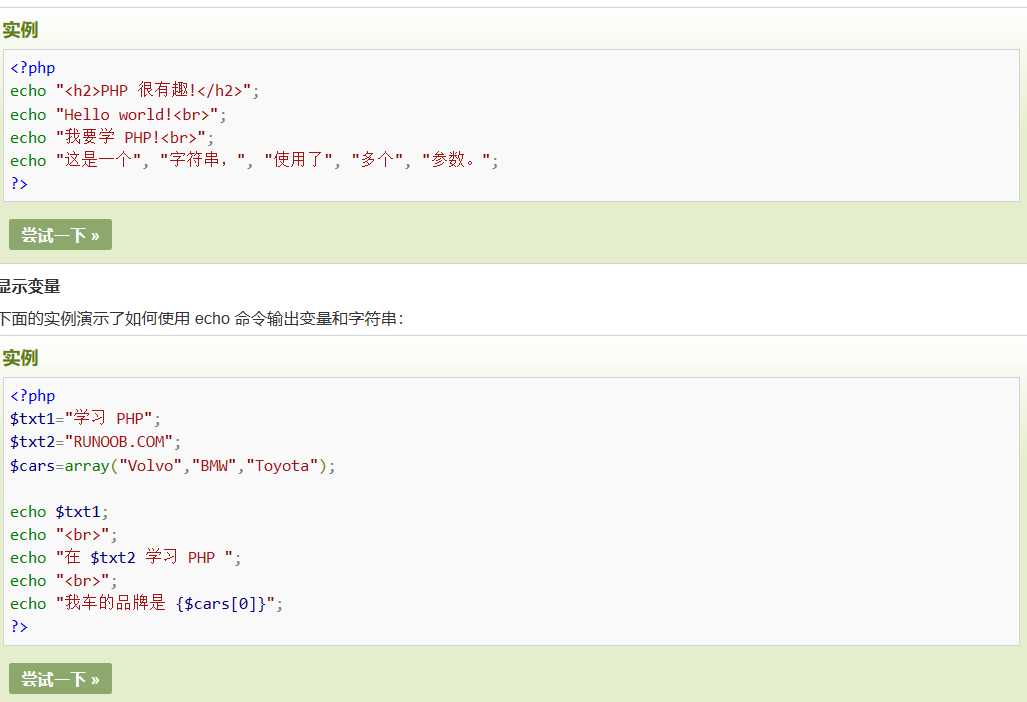 实例
<?php
echo "<h2>PHP 很有趣!</h2>";
echo "Hello world!<br>";
echo "我要学 PHP!<br>";
echo "这是一个", "字符串，", "使用了", "多个", "参数。";
?>
尝试一下 »
显示变量
下面的实例演示了如何使用 echo 命令输出变量和字符串：
实例
<?php
$txt1="学习 PHP";
$txt2="RUNOOB.COM";
$cars=array("Volvo","BMW","Toyota");
echo $txt1;
echo "<br>";
echo "在 $txt2 学习 PHP ";
echo "<br>";
echo "我车的品牌是 {$cars[0]}";
?>
尝试一下 »